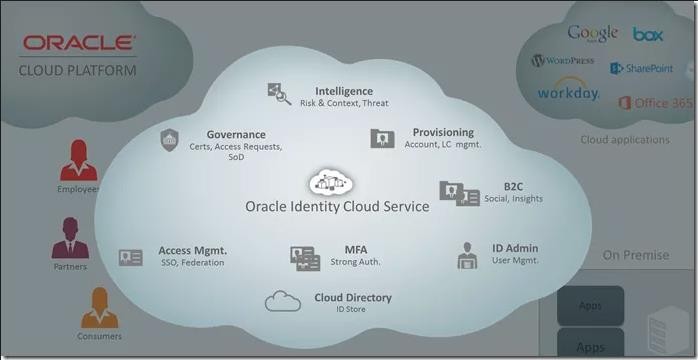 ORACLE
CLOUD PLATFORM
Google
box
WORDPRESS
SharePoint
workday.
Office 365
Cloud applications
Intelligence
Risk & Context, Threat
Governance
Certs, Access Requests,
SoD
Provisioning
Account, LC mgmt.
Employees
Oracle Identity Cloud Service
B2C
Social, Insights
Partners
Access Mgmt.
SSO, Federation
MFA
Strong Auth.
ID Admin
User Mgmt.
On Premise
Cloud Directory
ID Store
Consumers
Apps
Apps